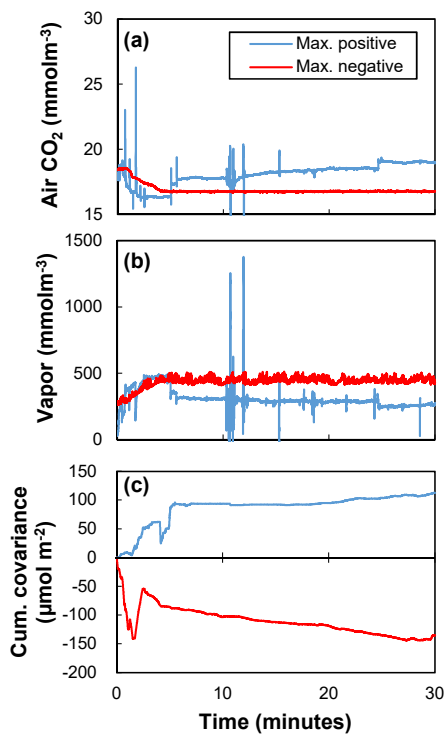 30
25
20
15
Air CO₂ (mmolm⁻³)
(a)
Max. positive
Max. negative
1500
1000
500
0
Vapor (mmolm⁻³)
(b)
150
100
50
0
-50
-100
-150
-200
Cum. covariance
(µmol m⁻²)
(c)
0
10
20
30
Time (minutes)